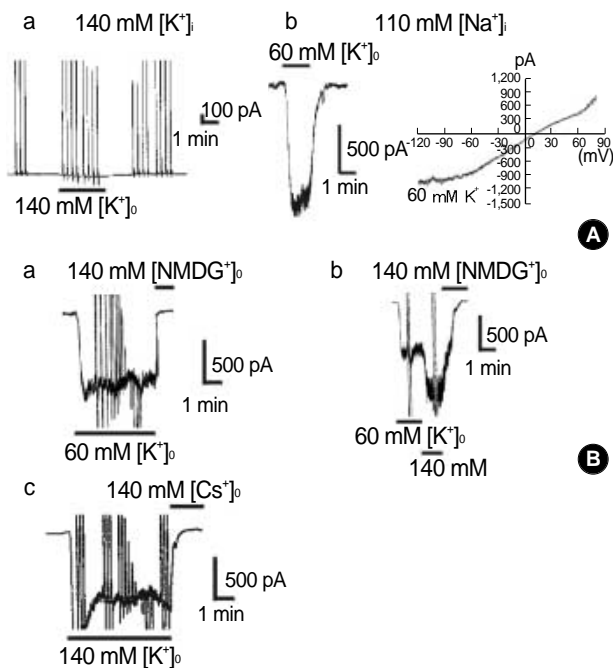 a 140 mM [K⁺]ᵢ
100 pA
1 min
140 mM [K⁺]₀
b 110 mM [Na⁺]ᵢ
60 mM [K⁺]₀
500 pA
1 min
pA
1,200
900
600
300
0
-300
-600
-900
-1,200
-1,500
-120 -90 -60 -30 0 30 60 90
(mV)
60 mM K⁺
A
a 140 mM [NMDG⁺]₀
500 pA
1 min
60 mM [K⁺]₀
b 140 mM [NMDG⁺]₀
500 pA
1 min
60 mM [K⁺]₀
140 mM
B
c 140 mM [Cs⁺]₀
500 pA
1 min
140 mM [K⁺]₀